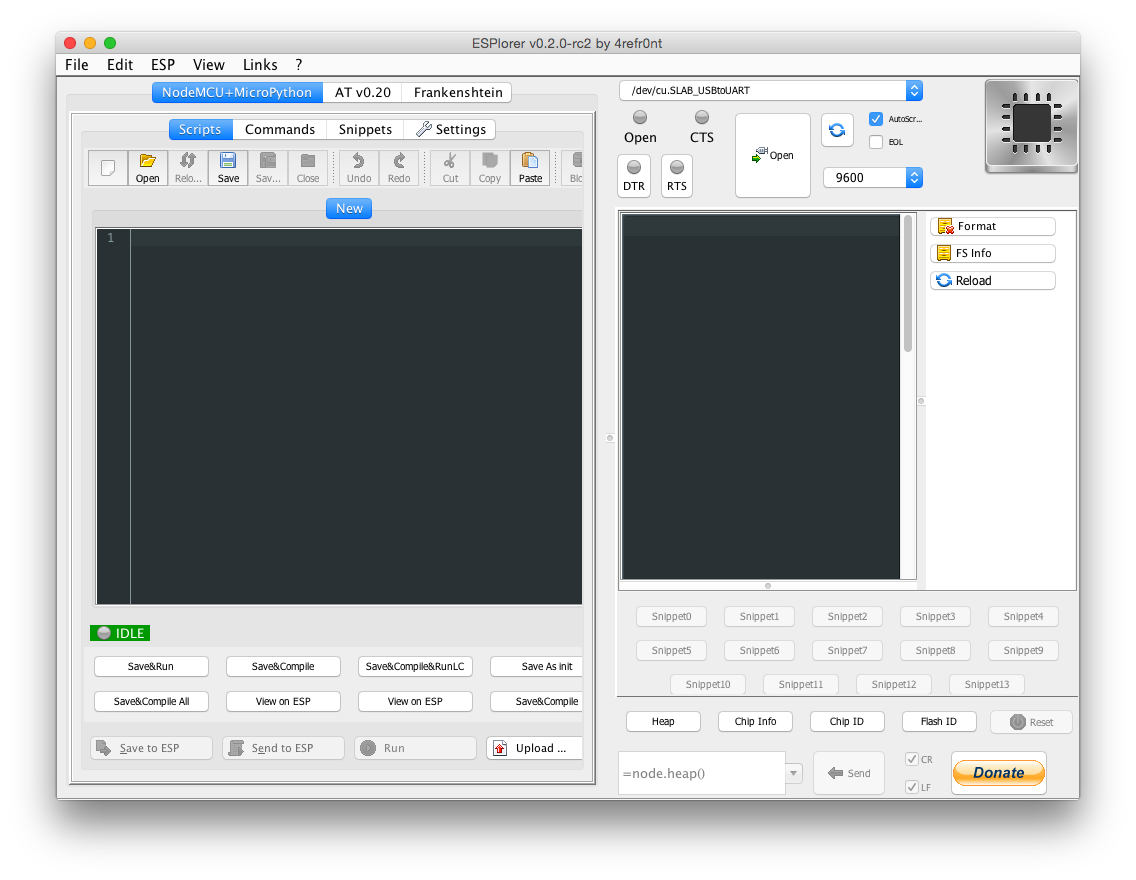 ESPlorer v0.2.0-rc2 by 4refr0nt
File Edit ESP View Links ?
NodeMCU+MicroPython AT v0.20 Frankenshtein
Scripts Commands Snippets Settings
Open Relo... Save Sav... Close Undo Redo Cut Copy Paste Blo
New
1
IDLE
Save&Run Save&Compile Save&Compile&RunLC Save As init
Save&Compile All View on ESP View on ESP Save&Compile
Save to ESP Send to ESP Run Upload ...
/dev/cu.SLAB_USBtoUART
Open CTS Open AutoScr...
EOL
DTR RTS 9600
Format
FS Info
Reload
Snippet0 Snippet1 Snippet2 Snippet3 Snippet4
Snippet5 Snippet6 Snippet7 Snippet8 Snippet9
Snippet10 Snippet11 Snippet12 Snippet13
Heap Chip Info Chip ID Flash ID Reset
=node.heap() Send CR
LF
Donate